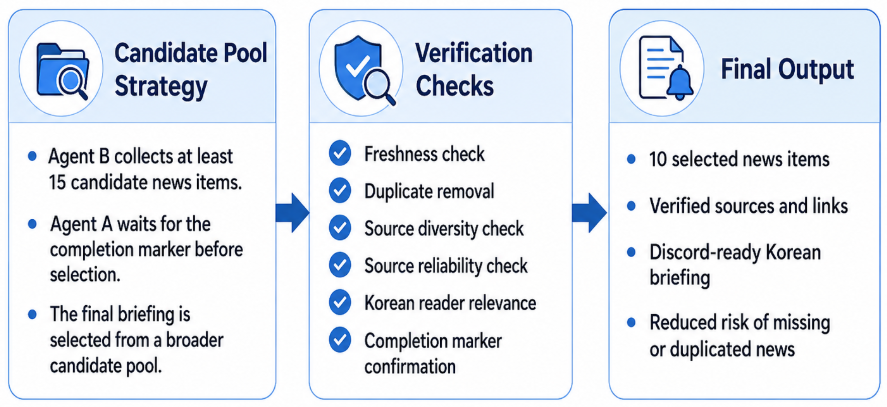 Candidate Pool
Strategy
Agent B collects at least
15 candidate news items.
Agent A waits for the
completion marker before
selection.
The final briefing is
selected from a broader
candidate pool.
Verification
Checks
Freshness check
Duplicate removal
Source diversity check
Source reliability check
Korean reader relevance
Completion marker
confirmation
Final Output
10 selected news items
Verified sources and links
Discord-ready Korean
briefing
Reduced risk of missing
or duplicated news